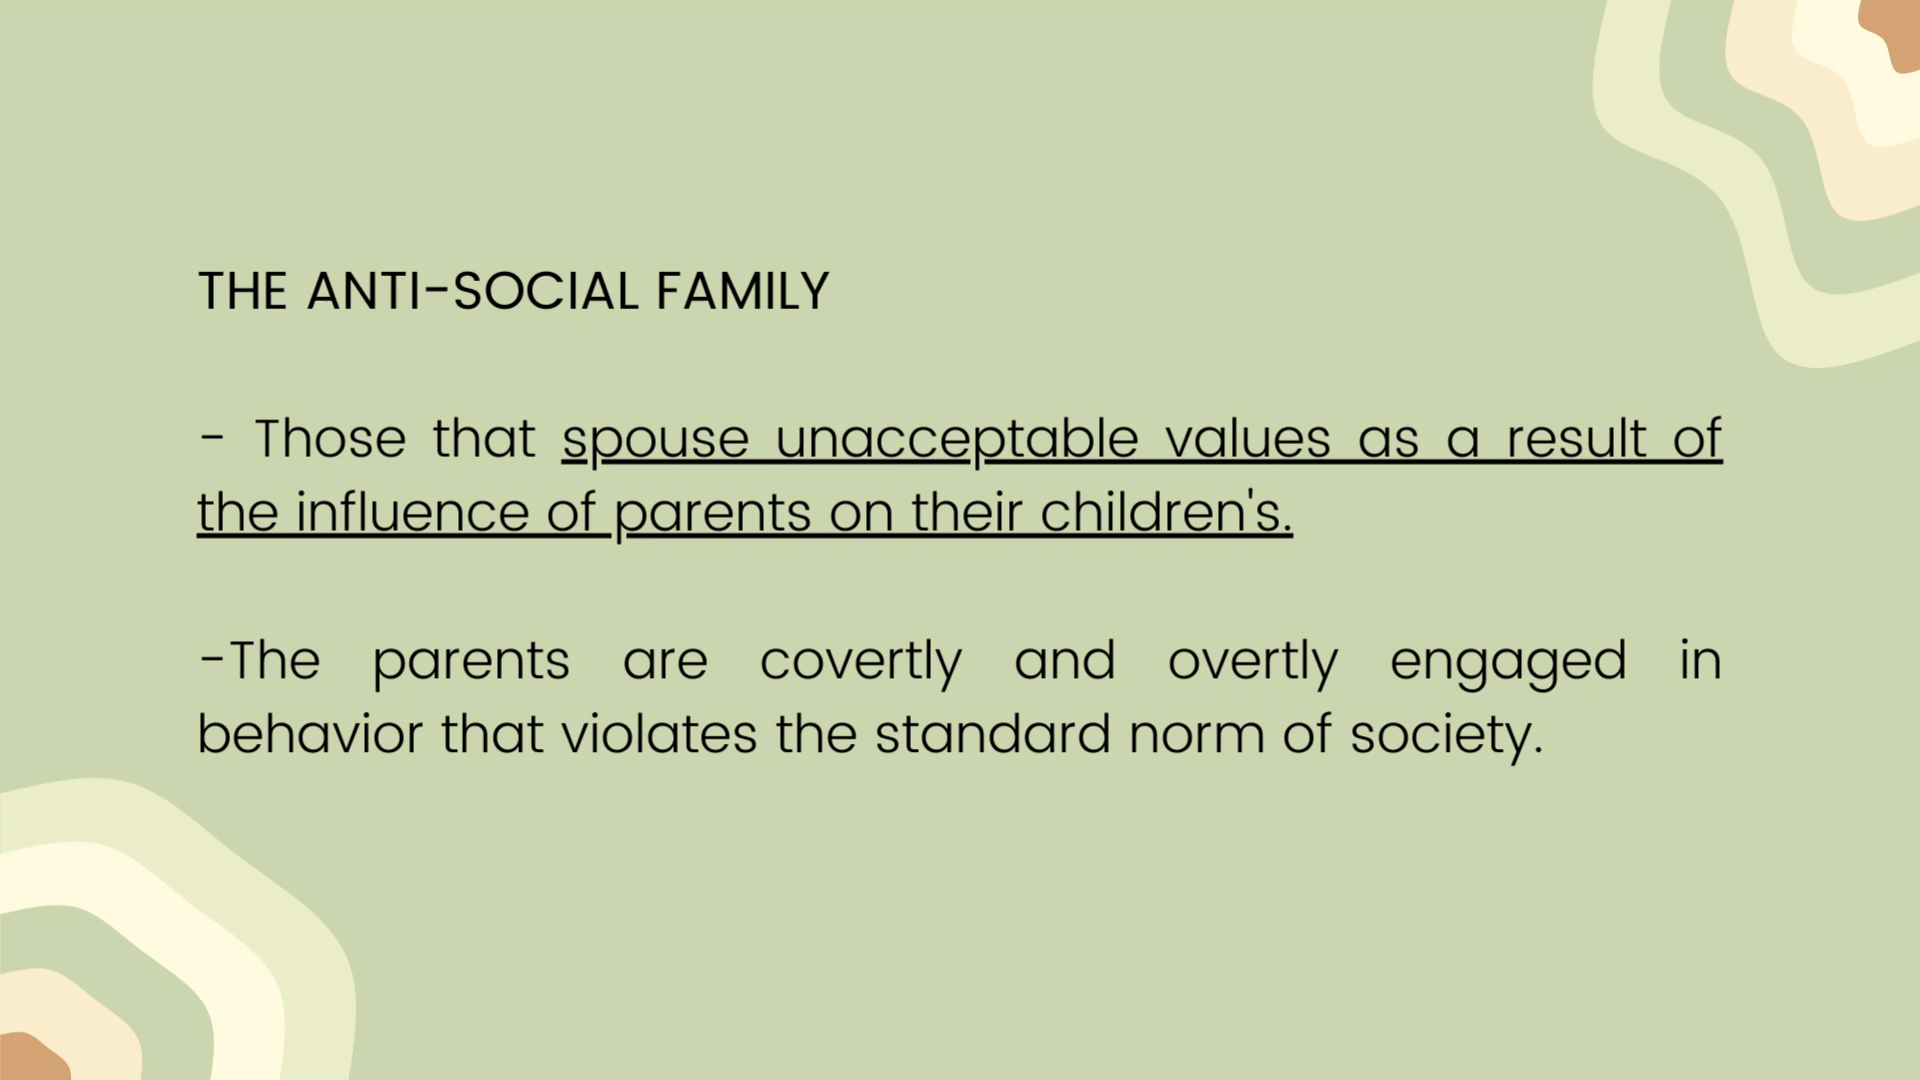 THE ANTI-SOCIAL FAMILY
- Those that spouse unacceptable values as a result of
the influence of parents on their children's.
-The parents are covertly and overtly engaged in
behavior that violates the standard norm of society.